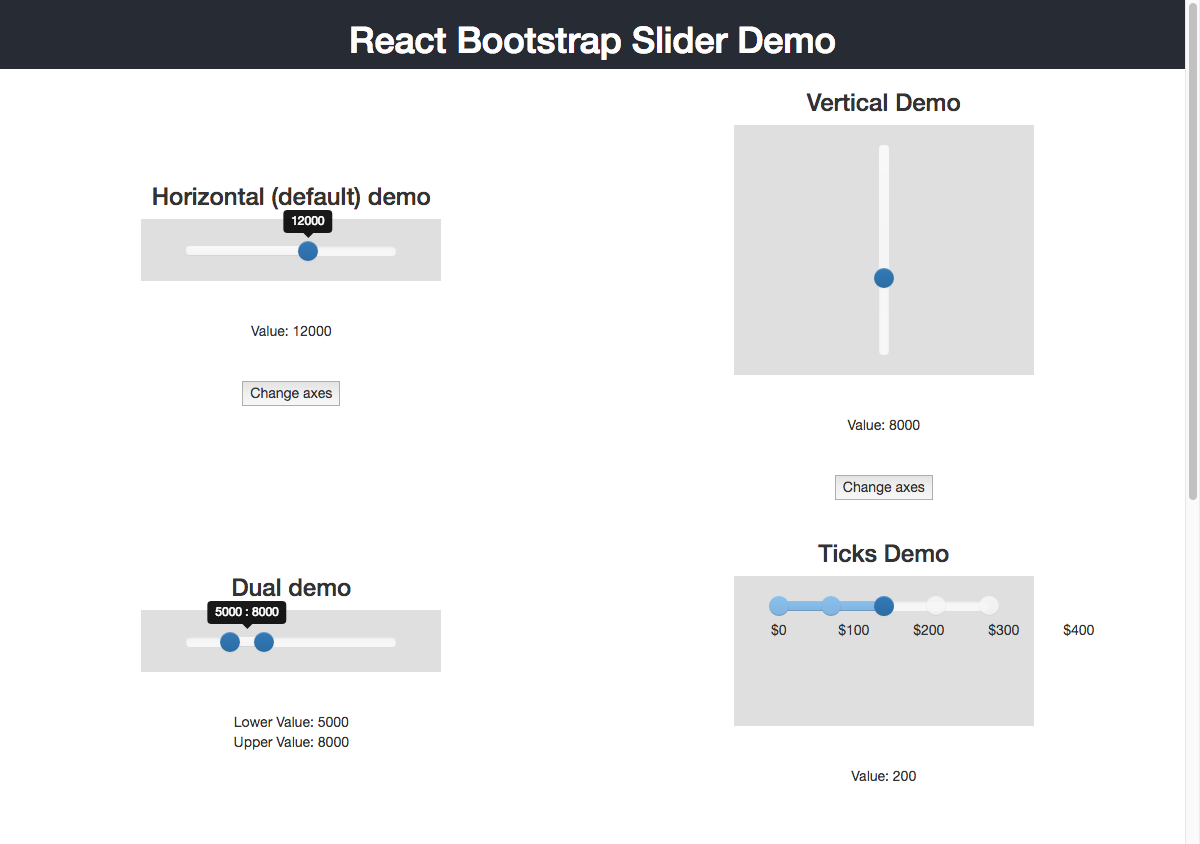 React Bootstrap Slider Demo
Horizontal (default) demo
12000
Value: 12000
Change axes
Vertical Demo
Value: 8000
Change axes
Dual demo
5000 : 8000
Lower Value: 5000
Upper Value: 8000
Ticks Demo
$0 $100 $200 $300 $400
Value: 200